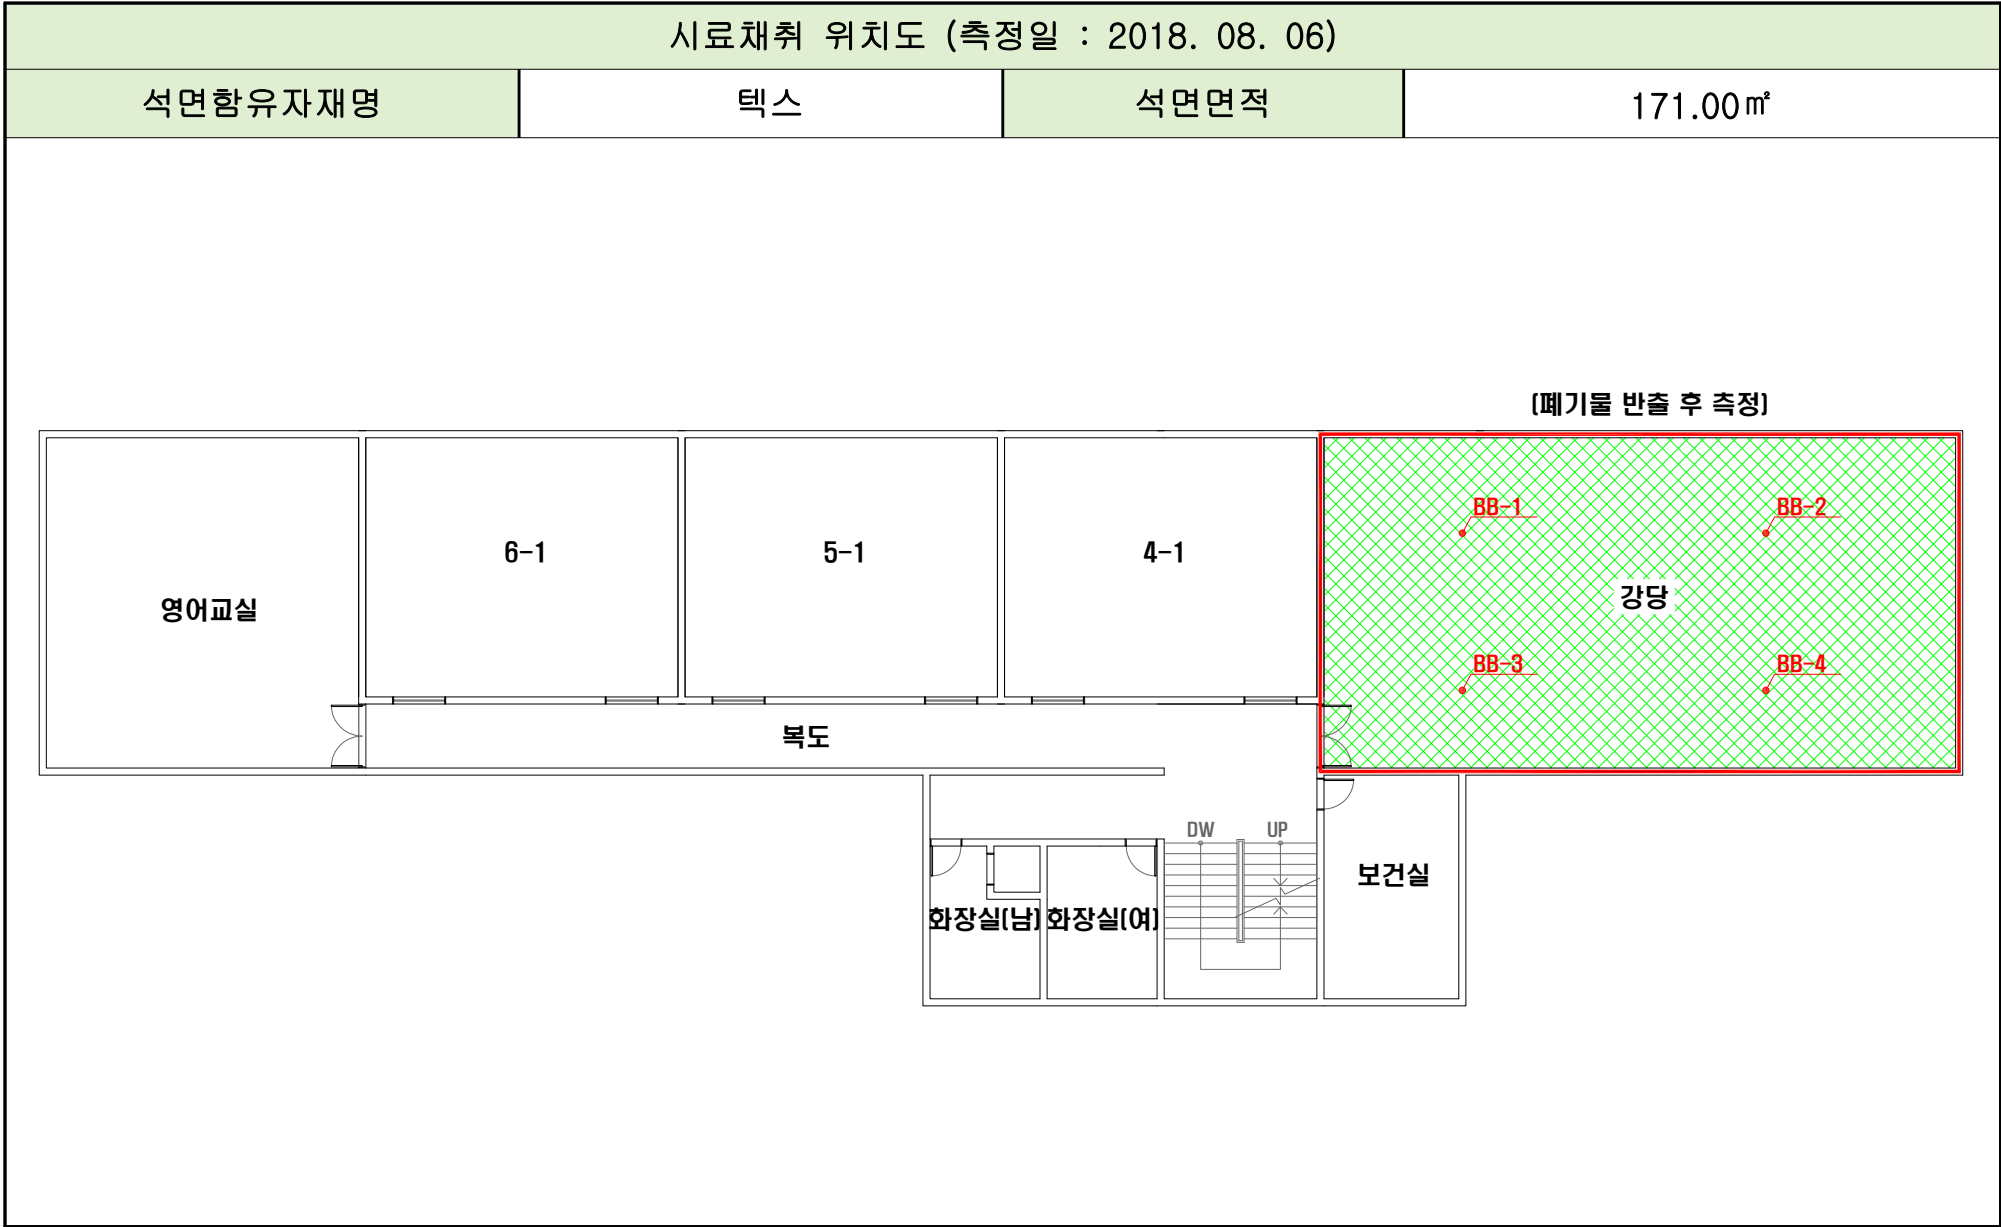 시료채취 위치도 (측정일 : 2018. 08. 06)
석면함유자재명 텍스 석면면적 171.00㎡
(폐기물 반출 후 측정)
BB-1 BB-2
6-1 5-1 4-1
강당
영어교실
BB-3 BB-4
복도
DW UP
보건실
화장실(남) 화장실(여)